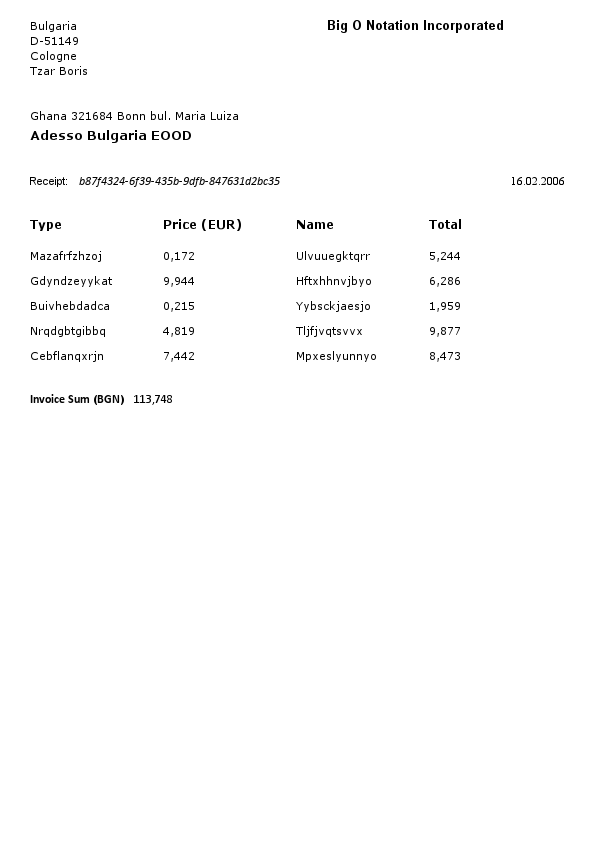 Bulgaria
Big O Notation Incorporated
D-51149
Cologne
Tzar Boris
Ghana 321684 Bonn bul. Maria Luiza
Adesso Bulgaria EOOD
Receipt: b87f4324-6f39-435b-9dfb-847631d2bc35 16.02.2006
Type Price (EUR) Name Total
Mazafrfzhzoj 0,172 Ulvuuegktqrr 5,244
Gdyndzeyykat 9,944 Hftxhhnvjbyo 6,286
Buivhebdadca 0,215 Yybsckjaesjo 1,959
Nrqdgbtgibbq 4,819 Tljfjvqtsvvx 9,877
Cebflanqxrjn 7,442 Mpxeslyunnyo 8,473
Invoice Sum (BGN) 113,748